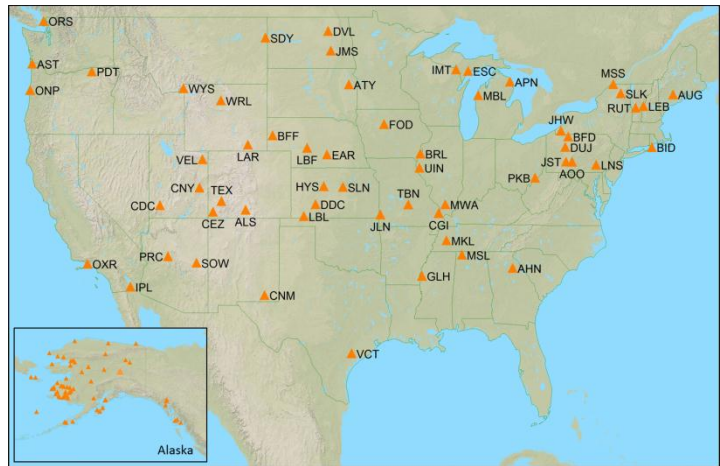 ORS
DVL
SDY
JMS
AST
PDT
IMT
ESC
APN
MSS
ONP
WYS
WRL
ATY
MBL
SLK
AUG
RUT
LEB
FOD
JHW
BFD
BFF
LAR
LBF
EAR
BRL
DUJ
BID
VEL
UIN
JST
AOO
LNS
CNY
TEX
HYS
SLN
TBN
PKB
CDC
CEZ
ALS
DDC
LBL
JLN
MWA
CGI
MKL
OXR
PRC
SOW
MSL
IPL
GLH
AHN
CNM
VCT
Alaska